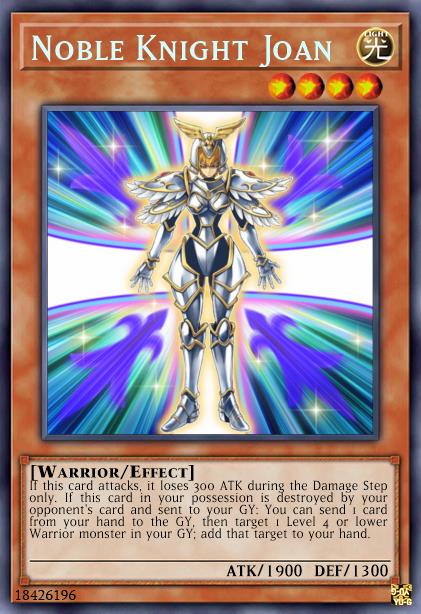 NOBLE KNIGHT JOAN
LIGHT
光
[WARRIOR/EFFECT]
If this card attacks, it loses 300 ATK during the Damage Step
only. If this card in your possession is destroyed by your
opponent's card and sent to your GY: You can send 1 card
from your hand to the GY, then target 1 Level 4 or lower
Warrior monster in your GY; add that target to your hand.
ATK/1900 DEF/1300
18426196